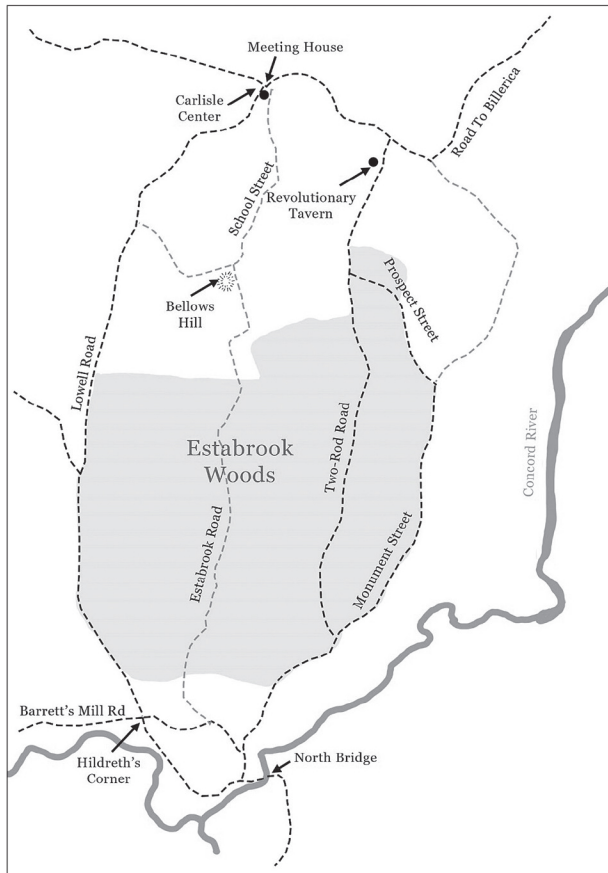 Meeting House
Carlisle
Center
Road To Billerica
School Street
Revolutionary
Tavern
Bellows
Hill
Prospect Street
Lowell Road
Estabrook
Woods
Two-Rod Road
Concord River
Estabrook Road
Monument Street
Barrett's Mill Rd
Hildreth's
Corner
North Bridge